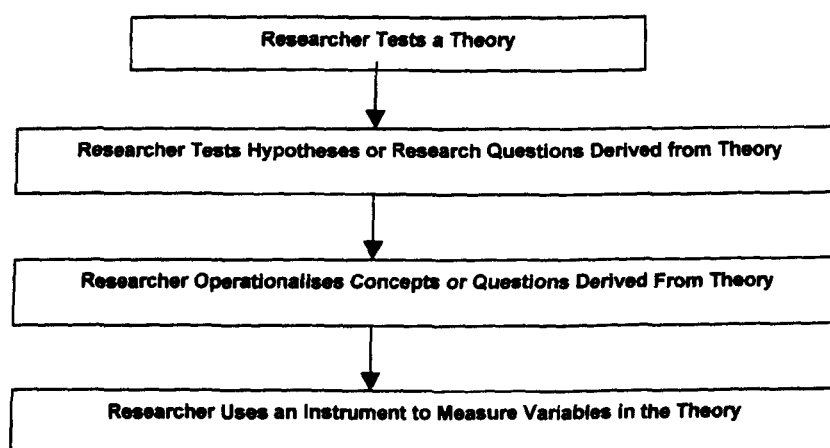 Researcher Tests a Theory
Researcher Tests Hypotheses or Research Questions Derived from Theory
Researcher Operationalises Concepts or Questions Derived From Theory
Researcher Uses an Instrument to Measure Variables in the Theory